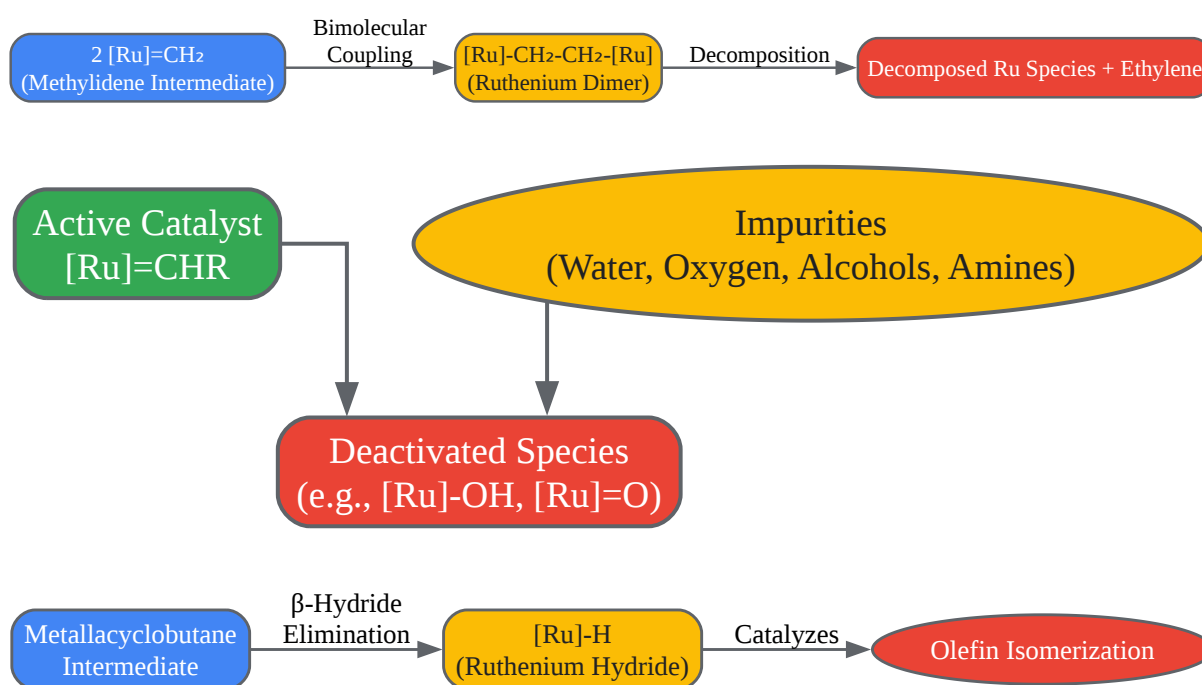 2 [Ru]=CH₂
(Methylidene Intermediate)
Bimolecular
Coupling
[Ru]-CH₂-CH₂-[Ru]
(Ruthenium Dimer)
Decomposition
Decomposed Ru Species + Ethylene
Active Catalyst
[Ru]=CHR
Impurities
(Water, Oxygen, Alcohols, Amines)
Deactivated Species
(e.g., [Ru]-OH, [Ru]=O)
Metallacyclobutane
Intermediate
β-Hydride
Elimination
[Ru]-H
(Ruthenium Hydride)
Catalyzes
Olefin Isomerization